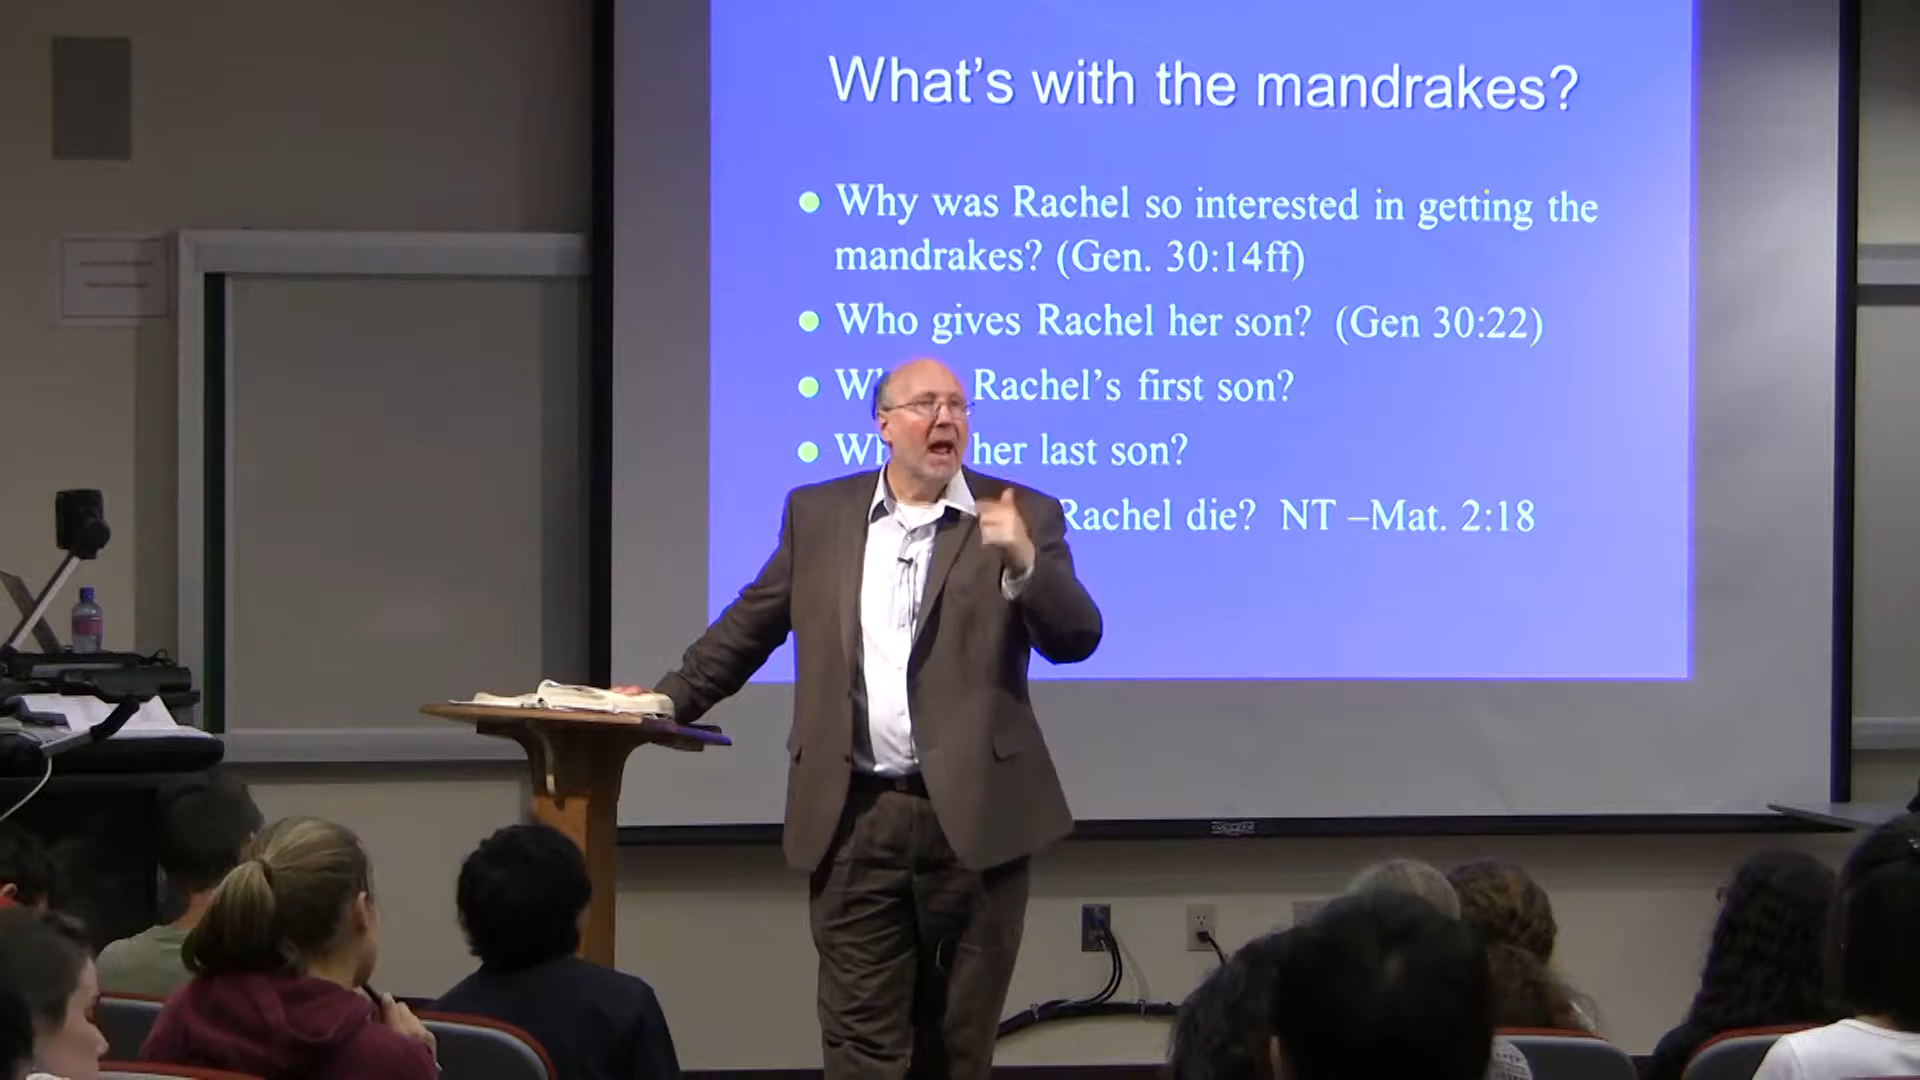 What's with the mandrakes?
Why was Rachel so interested in getting the
mandrakes? (Gen. 30:14ff)
Who gives Rachel her son? (Gen 30:22)
Rachel's first son?
her last son?
Rachel die? NT –Mat. 2:18